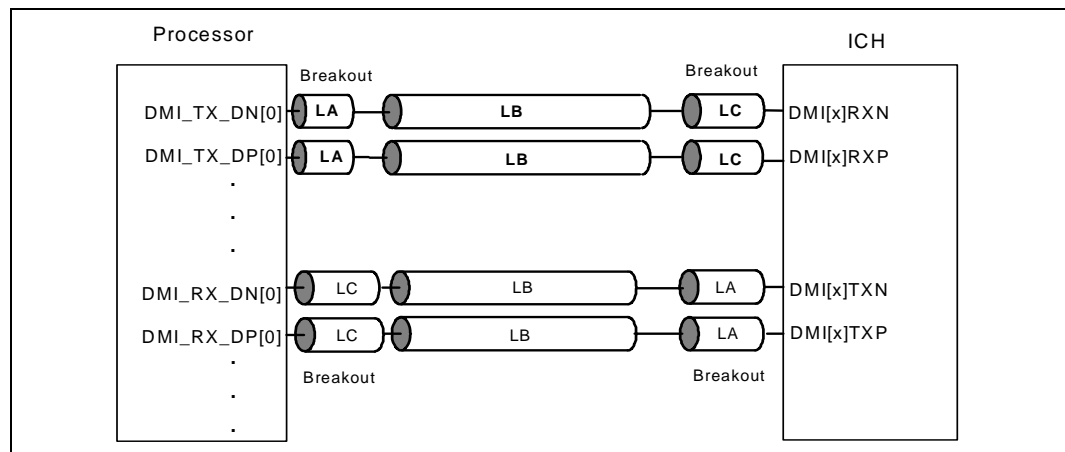 Processor
ICH
Breakout
Breakout
DMI_TX_DN[0] LA LB LC DMI[x]RXN
DMI_TX_DP[0] LA LB LC DMI[x]RXP
.
.
.
DMI_RX_DN[0] LC LB LA DMI[x]TXN
DMI_RX_DP[0] LC LB LA DMI[x]TXP
Breakout
Breakout
.
.
.